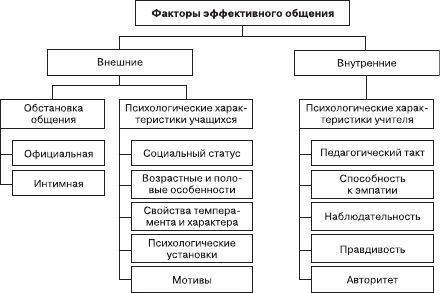 Факторы эффективного общения
Внешние
Внутренние
Обстановка
общения
Официальная
Интимная
Психологические харак-
теристики учащихся
Социальный статус
Возрастные и поло-
вые особенности
Свойства темпера-
мента и характера
Психологические
установки
Мотивы
Психологические харак-
теристики учителя
Педагогический такт
Способность
к эмпатии
Наблюдательность
Правдивость
Авторитет